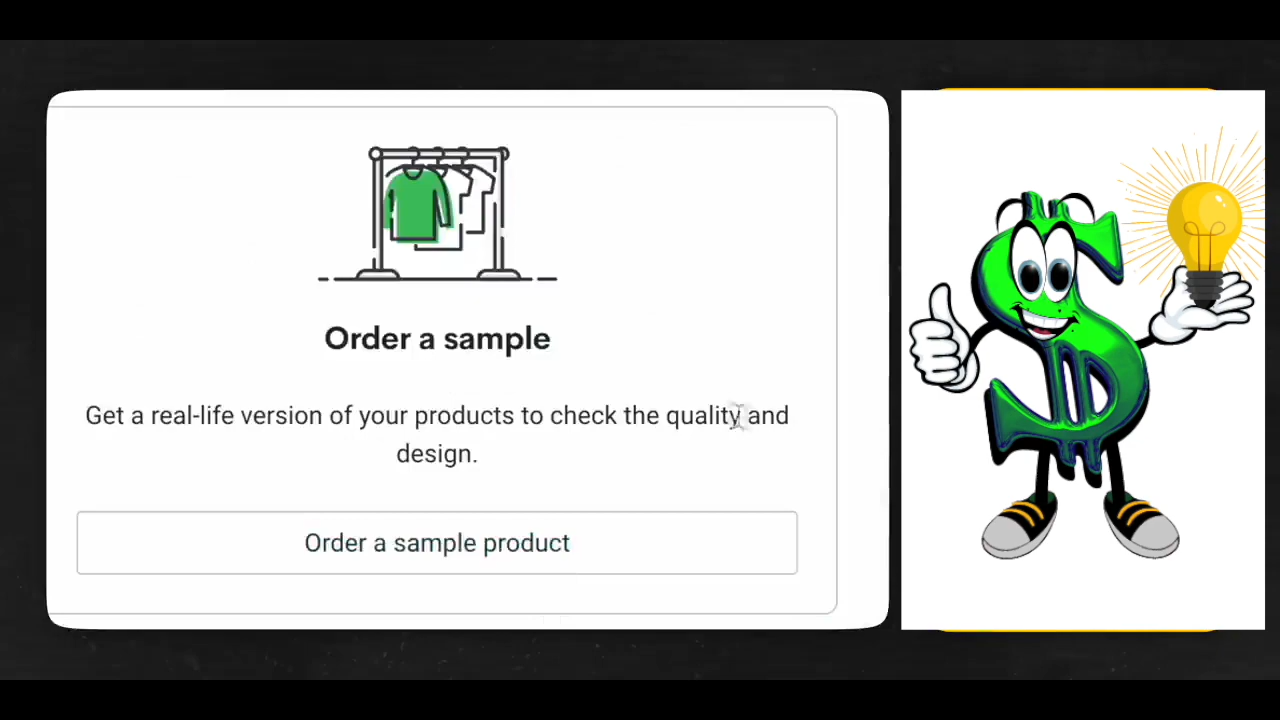 Order a sample
Get a real-life version of your products to check the quality and
design.
Order a sample product